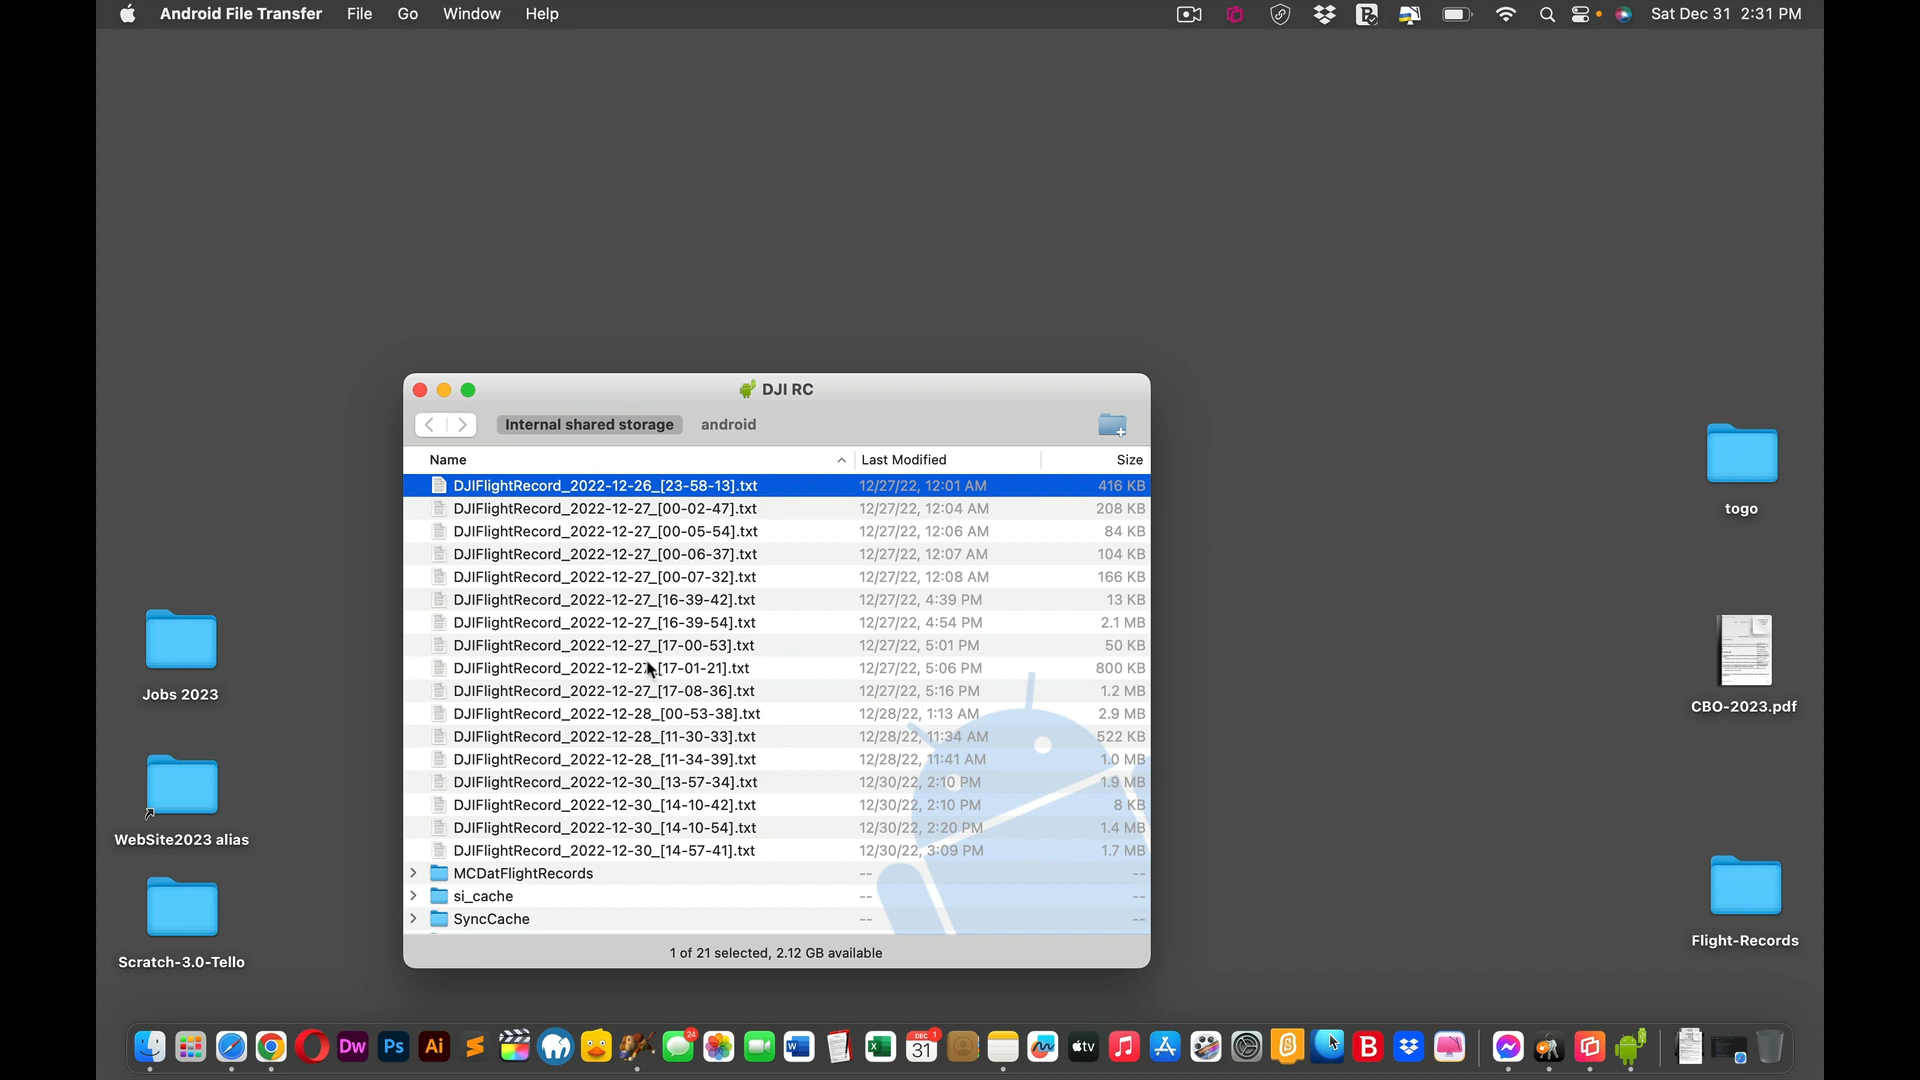 Android File Transfer File Go Window Help Sat Dec 31 2:31 PM
DJI RC
Internal shared storage android
Name Last Modified Size
DJIFlightRecord_2022-12-26_[23-58-13].txt 12/27/22, 12:01 AM 416 KB
DJIFlightRecord_2022-12-27_[00-02-47].txt 12/27/22, 12:04 AM 208 KB
DJIFlightRecord_2022-12-27_[00-05-54].txt 12/27/22, 12:06 AM 84 KB
DJIFlightRecord_2022-12-27_[00-06-37].txt 12/27/22, 12:07 AM 104 KB
DJIFlightRecord_2022-12-27_[00-07-32].txt 12/27/22, 12:08 AM 166 KB
DJIFlightRecord_2022-12-27_[16-39-42].txt 12/27/22, 4:39 PM 13 KB
DJIFlightRecord_2022-12-27_[16-39-54].txt 12/27/22, 4:54 PM 2.1 MB
DJIFlightRecord_2022-12-27_[17-00-53].txt 12/27/22, 5:01 PM 50 KB
DJIFlightRecord_2022-12-27_[17-01-21].txt 12/27/22, 5:06 PM 800 KB
DJIFlightRecord_2022-12-27_[17-08-36].txt 12/27/22, 5:16 PM 1.2 MB
DJIFlightRecord_2022-12-28_[00-53-38].txt 12/28/22, 1:13 AM 2.9 MB
DJIFlightRecord_2022-12-28_[11-30-33].txt 12/28/22, 11:34 AM 522 KB
DJIFlightRecord_2022-12-28_[11-34-39].txt 12/28/22, 11:41 AM 1.0 MB
DJIFlightRecord_2022-12-30_[13-57-34].txt 12/30/22, 2:10 PM 1.9 MB
DJIFlightRecord_2022-12-30_[14-10-42].txt 12/30/22, 2:10 PM 8 KB
DJIFlightRecord_2022-12-30_[14-10-54].txt 12/30/22, 2:20 PM 1.4 MB
DJIFlightRecord_2022-12-30_[14-57-41].txt 12/30/22, 3:09 PM 1.7 MB
MCDatFlightRecords -- --
si_cache -- --
SyncCache -- --
1 of 21 selected, 2.12 GB available
Jobs 2023
WebSite2023 alias
Scratch-3.0-Tello
togo
CBO-2023.pdf
Flight-Records
Dw Ps Ai 24 W X DEC 1 31 tv B